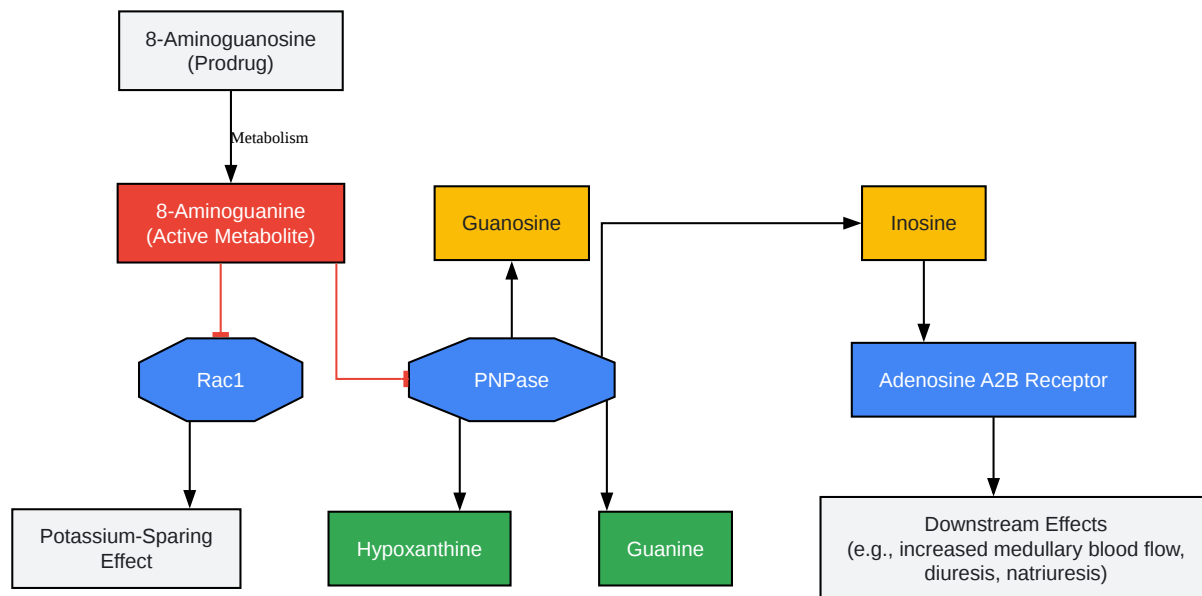 8-Aminoguanosine
(Prodrug)
Metabolism
8-Aminoguanine
(Active Metabolite)
Guanosine
Inosine
Rac1
PNPase
Adenosine A2B Receptor
Potassium-Sparing
Effect
Hypoxanthine
Guanine
Downstream Effects
(e.g., increased medullary blood flow,
diuresis, natriuresis)